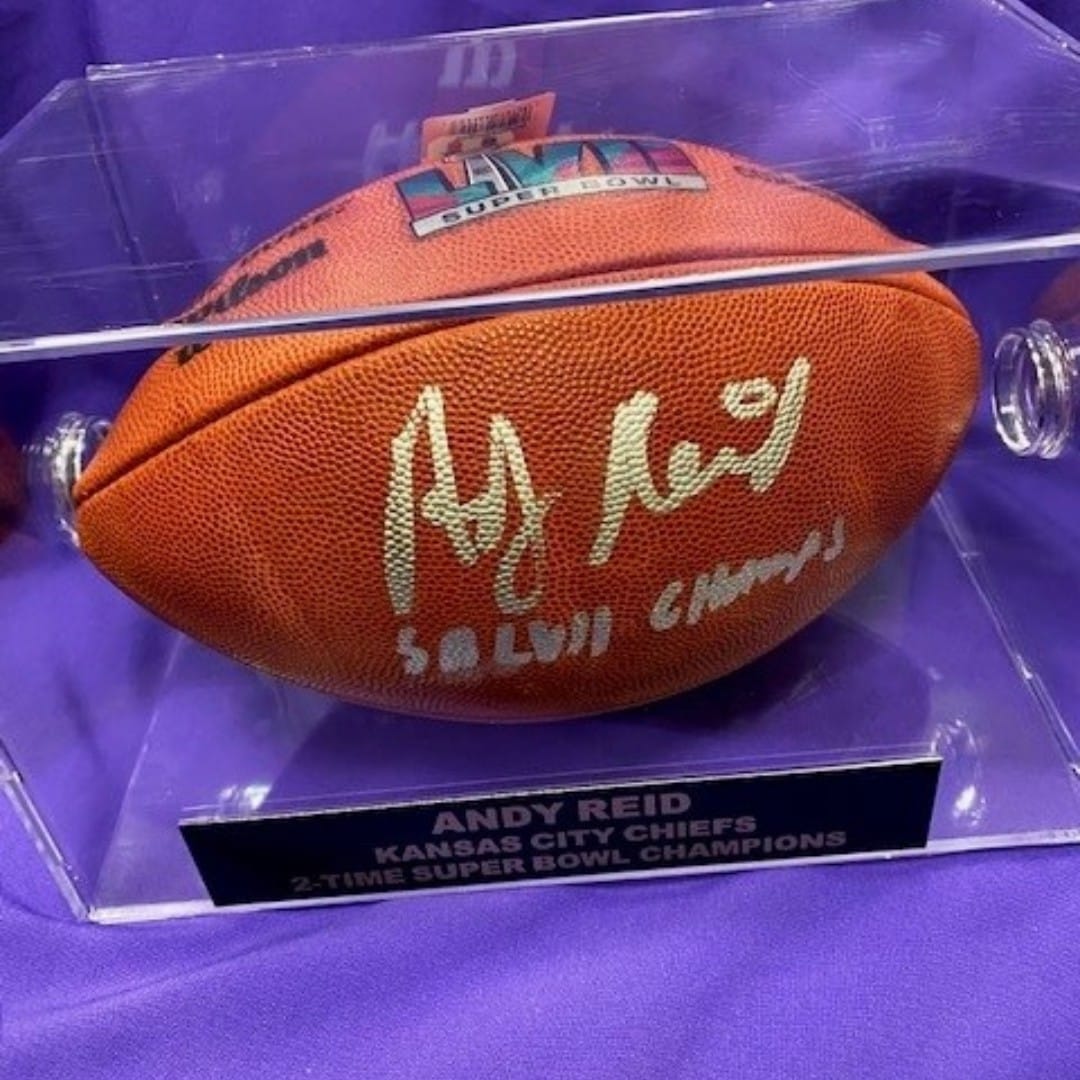 LVII
SUPER BOWL
Wilson
Andy Reid
SB LVII CHAMPS
ANDY REID
KANSAS CITY CHIEFS
2-TIME SUPER BOWL CHAMPIONS